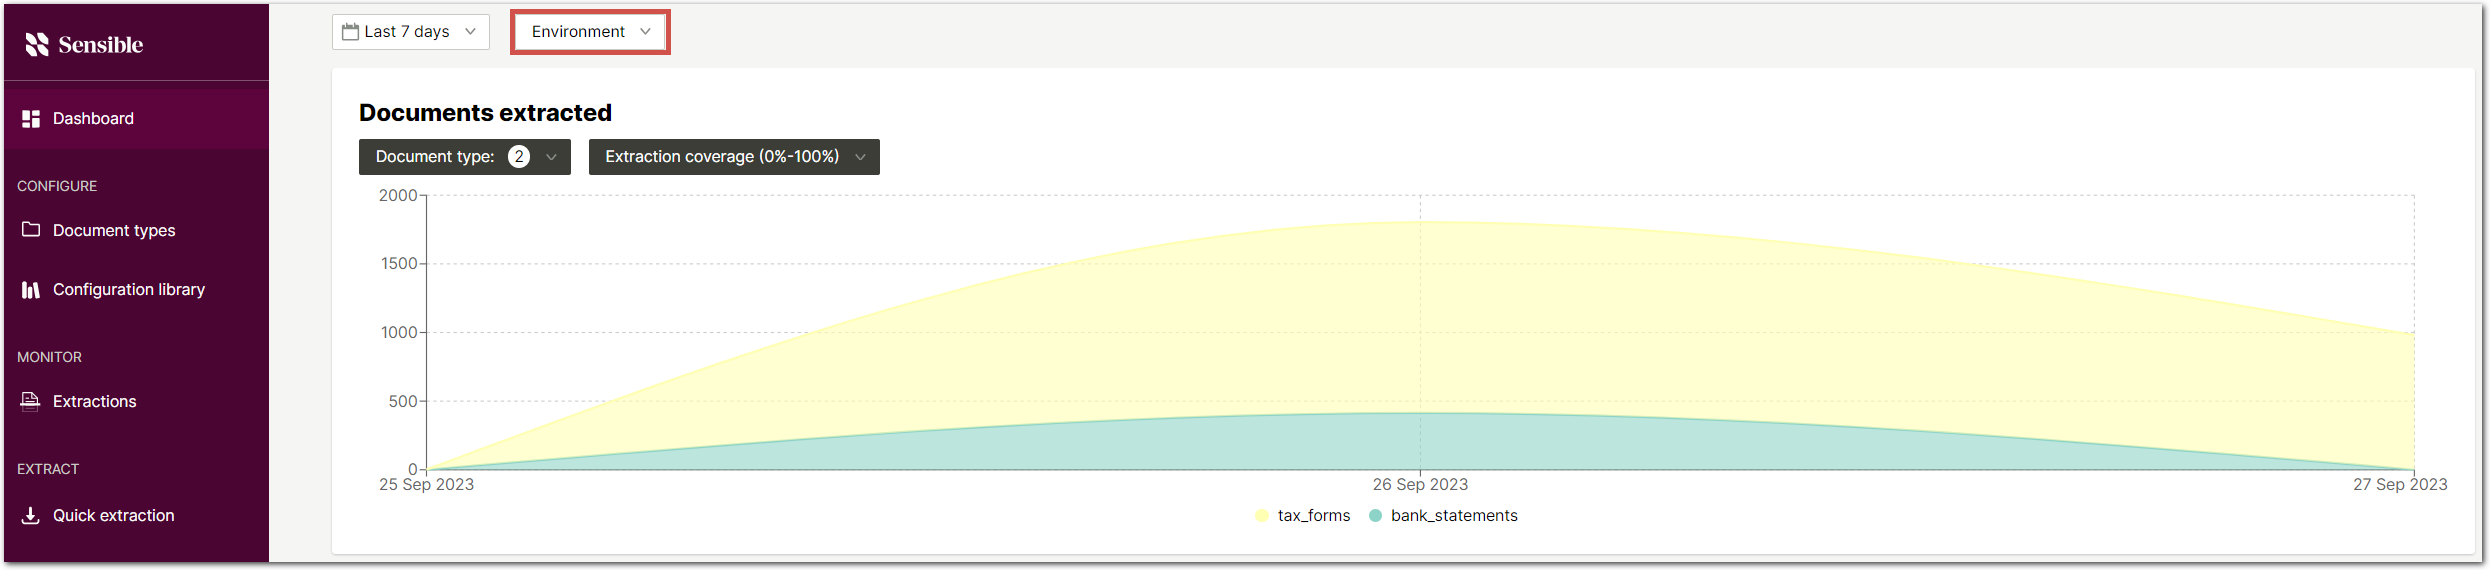 Sensible
Dashboard
CONFIGURE
Document types
Configuration library
MONITOR
Extractions
EXTRACT
Quick extraction
Last 7 days
Environment
Documents extracted
Document type: 2
Extraction coverage (0%-100%)
2000
1500
1000
500
0
25 Sep 2023
26 Sep 2023
27 Sep 2023
tax_forms
bank_statements